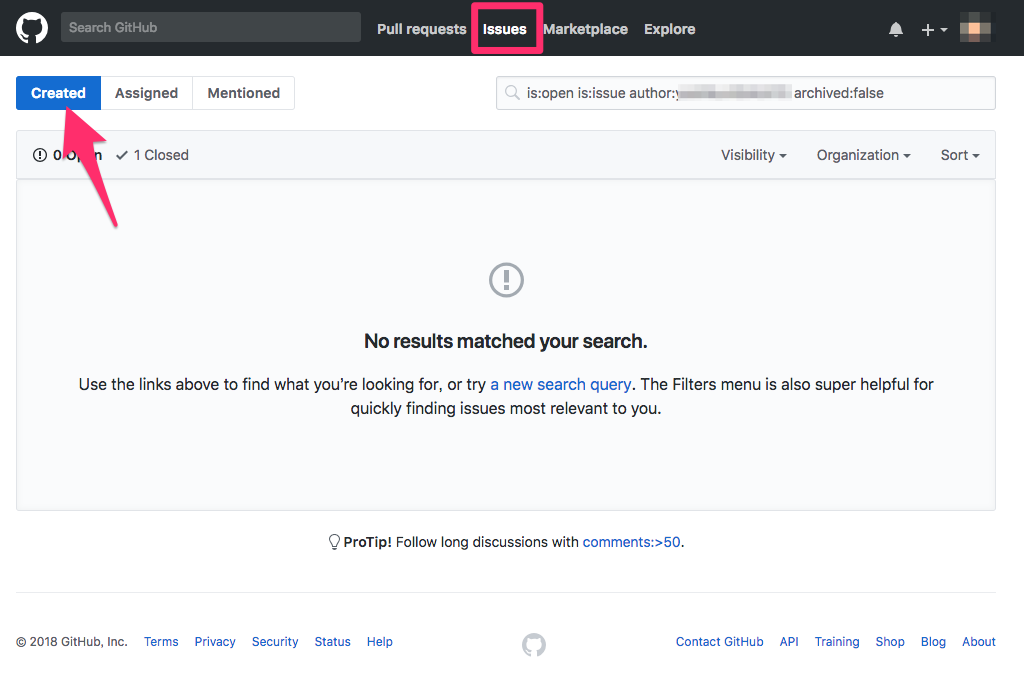 Search GitHub Pull requests Issues Marketplace Explore
Created Assigned Mentioned is:open is:issue author: archived:false
0 Open 1 Closed Visibility Organization Sort
No results matched your search.
Use the links above to find what you’re looking for, or try a new search query. The Filters menu is also super helpful for
quickly finding issues most relevant to you.
ProTip! Follow long discussions with comments:>50.
© 2018 GitHub, Inc. Terms Privacy Security Status Help Contact GitHub API Training Shop Blog About